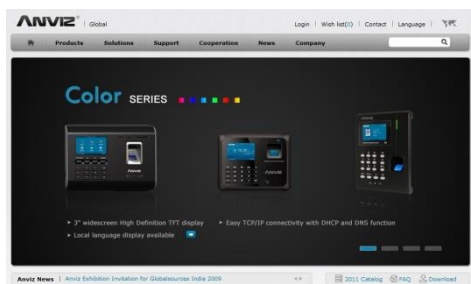 ANVIZ Global
Login | Wish list(0) | Contact | Language |
Products Solutions Support Cooperation News Company
Color SERIES
ANVIZ
• 3" widescreen High Definition TFT display • Easy TCP/IP connectivity with DHCP and DNS function
• Local language display available
Anviz News | Anviz Exhibition Invitation for Globalsources India 2009 2011 Catalog FAQ Download